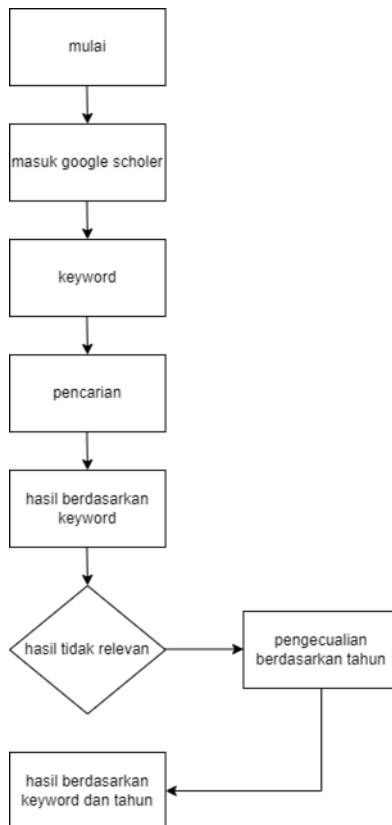 mulai
masuk google scholer
keyword
pencarian
hasil berdasarkan
keyword
hasil tidak relevan
pengecualian
berdasarkan tahun
hasil berdasarkan
keyword dan tahun